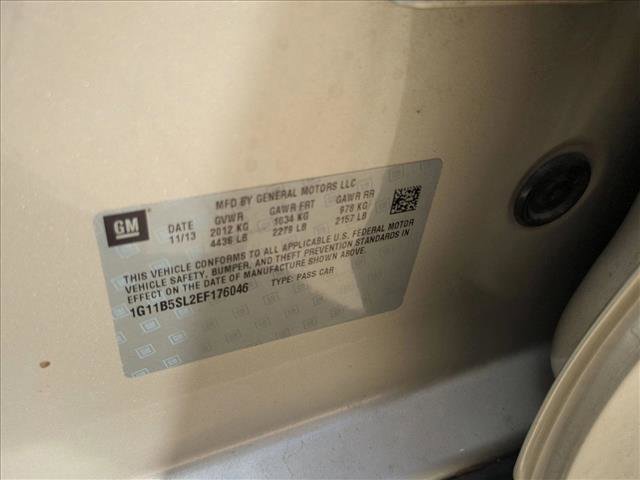 MFD BY GENERAL MOTORS LLC
GM DATE GVWR GAWR FRT GAWR RR
11/13 2012 KG 1034 KG 978 KG
4436 LB 2279 LB 2157 LB
THIS VEHICLE CONFORMS TO ALL APPLICABLE U.S. FEDERAL MOTOR
VEHICLE SAFETY, BUMPER, AND THEFT PREVENTION STANDARDS IN
EFFECT ON THE DATE OF MANUFACTURE SHOWN ABOVE.
1G11B5SL2EF176046 TYPE: PASS CAR